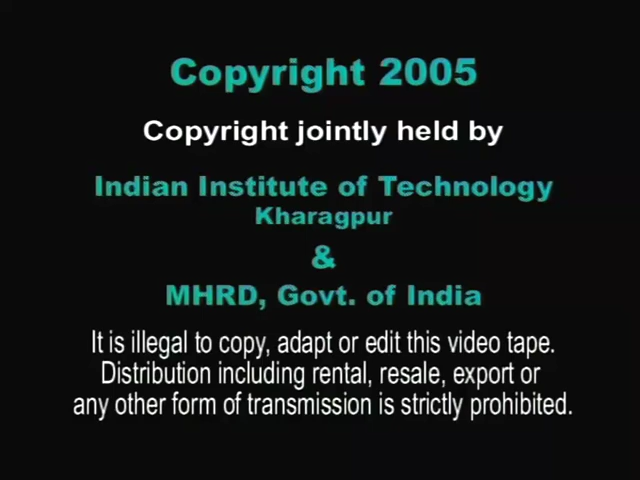 Copyright 2005
Copyright jointly held by
Indian Institute of Technology
Kharagpur
&
MHRD, Govt. of India
It is illegal to copy, adapt or edit this video tape.
Distribution including rental, resale, export or
any other form of transmission is strictly prohibited.